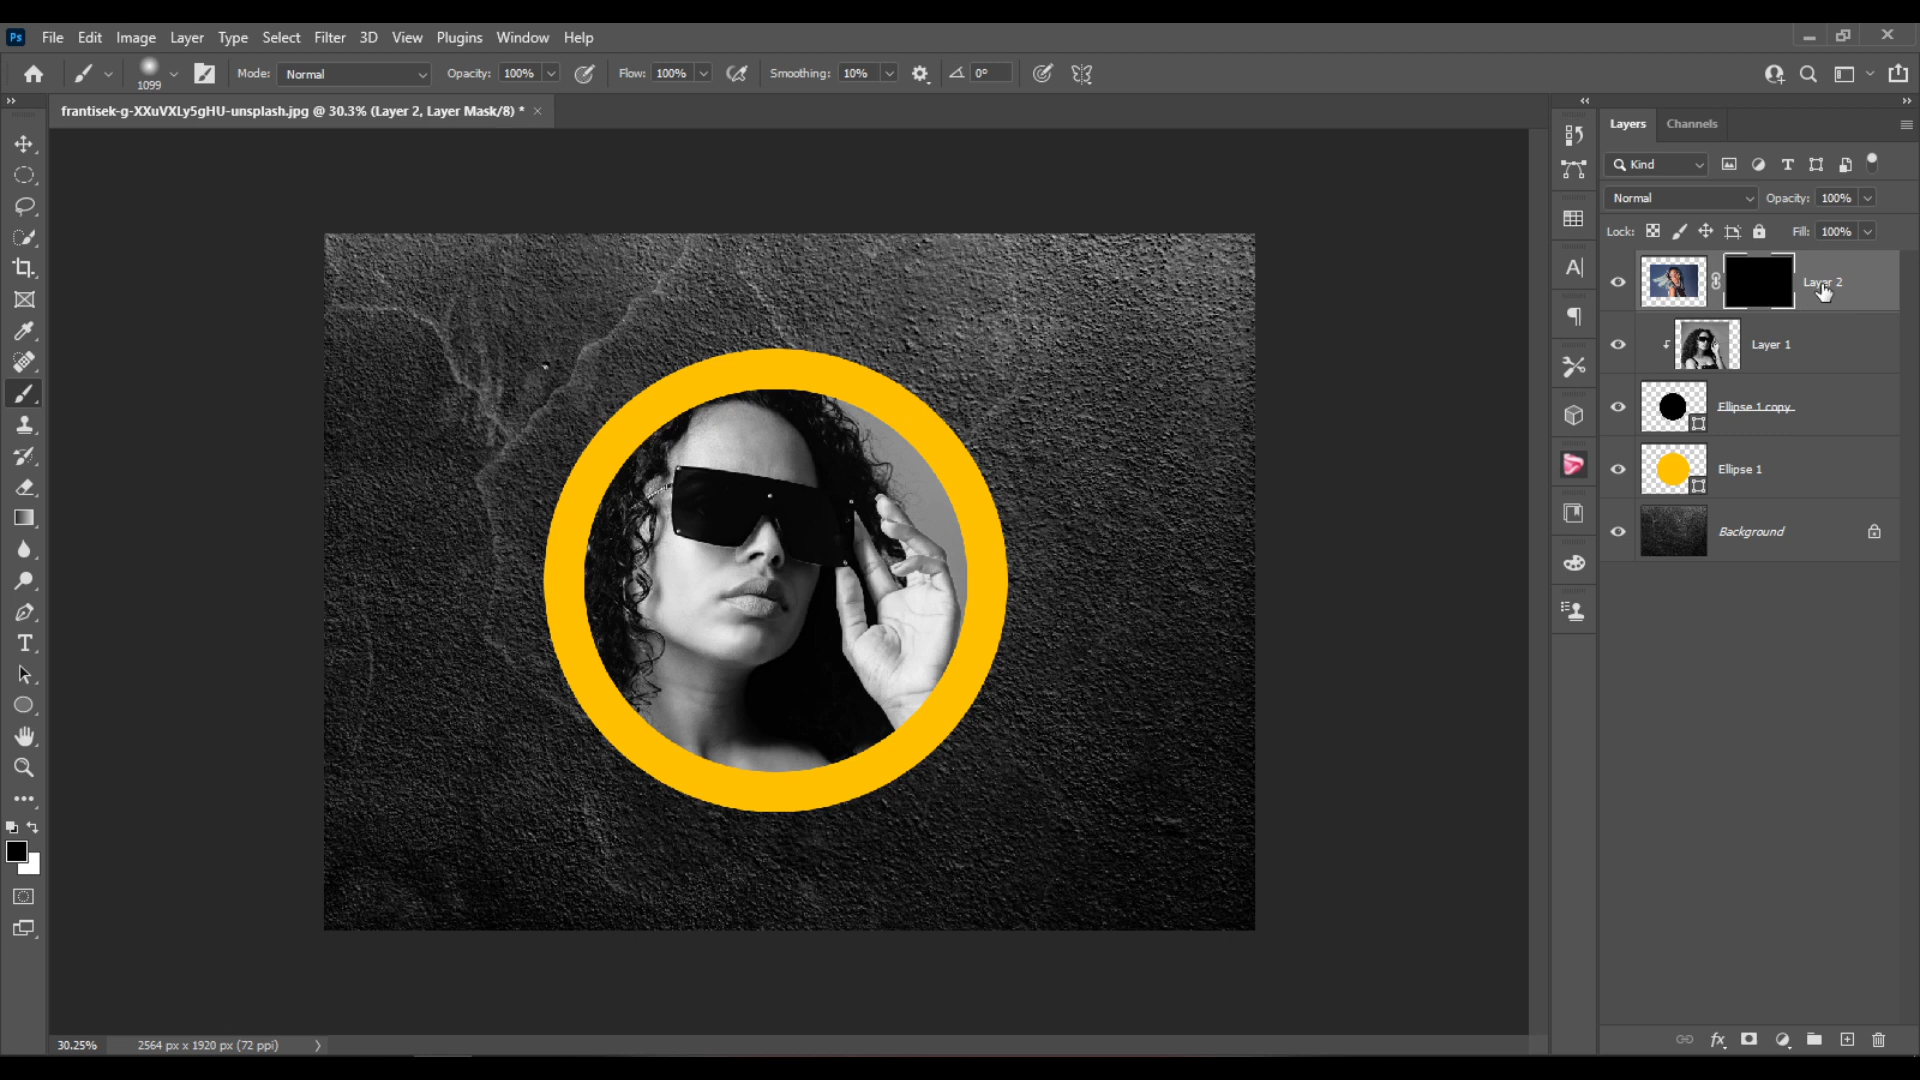 Ps File Edit Image Layer Type Select Filter 3D View Plugins Window Help
1099 Mode: Normal Opacity: 100% Flow: 100% Smoothing: 10% 0°
frantisek-g-XXuVXLy5gHU-unsplash.jpg @ 30.3% (Layer 2, Layer Mask/8) *
Layers Channels
Kind
Normal Opacity: 100%
Lock: Fill: 100%
Layer 2
Layer 1
Ellipse 1 copy
Ellipse 1
Background
30.25% 2564 px x 1920 px (72 ppi)
fx